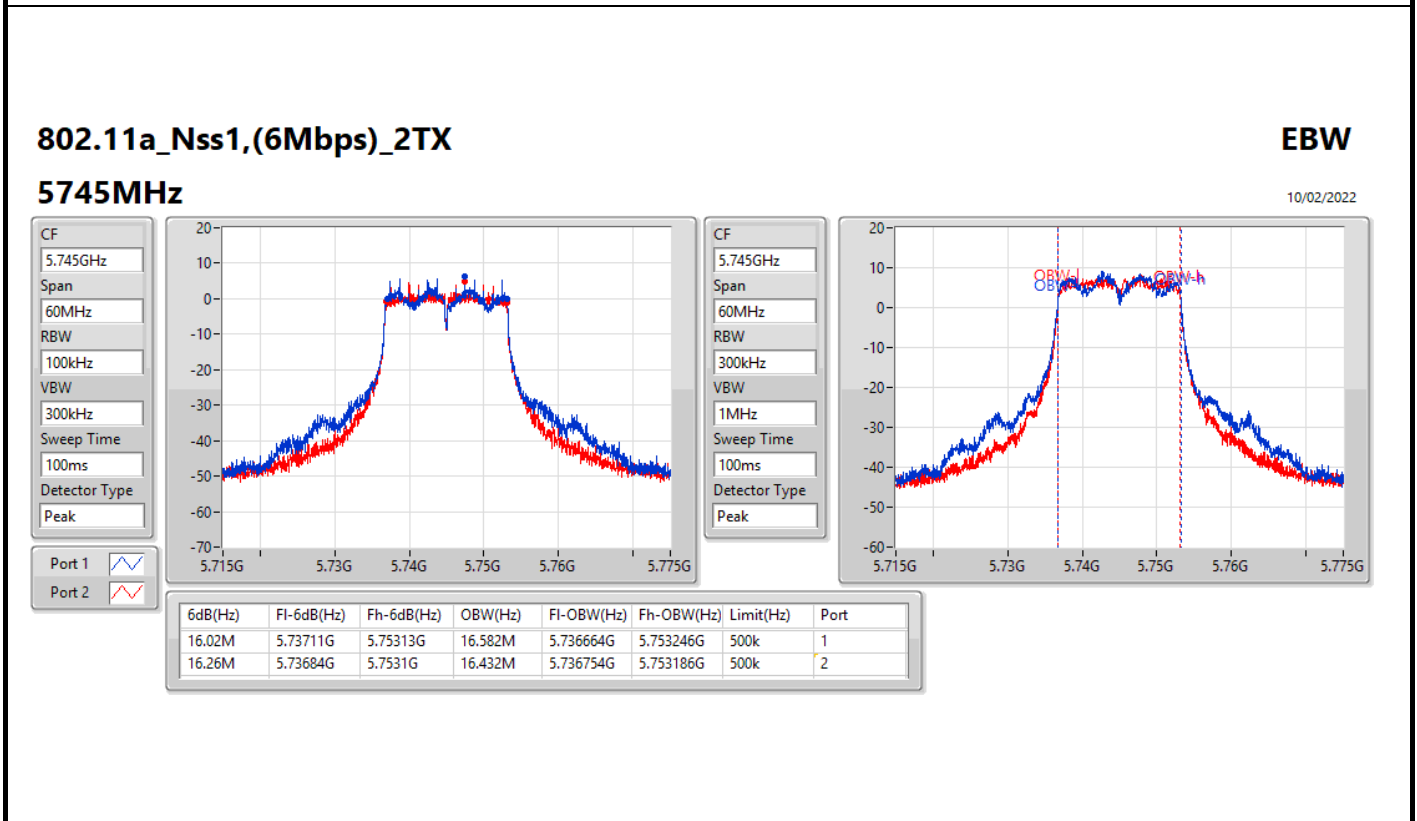 802.11a_Nss1,(6Mbps)_2TX
EBW
5745MHz
10/02/2022
CF
5.745GHz
Span
60MHz
RBW
100kHz
VBW
300kHz
Sweep Time
100ms
Detector Type
Peak
Port 1
Port 2
20
10
0
-10
-20
-30
-40
-50
-60
-70
5.715G 5.73G 5.74G 5.75G 5.76G 5.775G
CF
5.745GHz
Span
60MHz
RBW
300kHz
VBW
1MHz
Sweep Time
100ms
Detector Type
Peak
20
10
0
-10
-20
-30
-40
-50
-60
OBW-l
OBW-h
5.715G 5.73G 5.74G 5.75G 5.76G 5.775G
6dB(Hz) Fl-6dB(Hz) Fh-6dB(Hz) OBW(Hz) Fl-OBW(Hz) Fh-OBW(Hz) Limit(Hz) Port
16.02M 5.73711G 5.75313G 16.582M 5.736664G 5.753246G 500k 1
16.26M 5.73684G 5.7531G 16.432M 5.736754G 5.753186G 500k 2